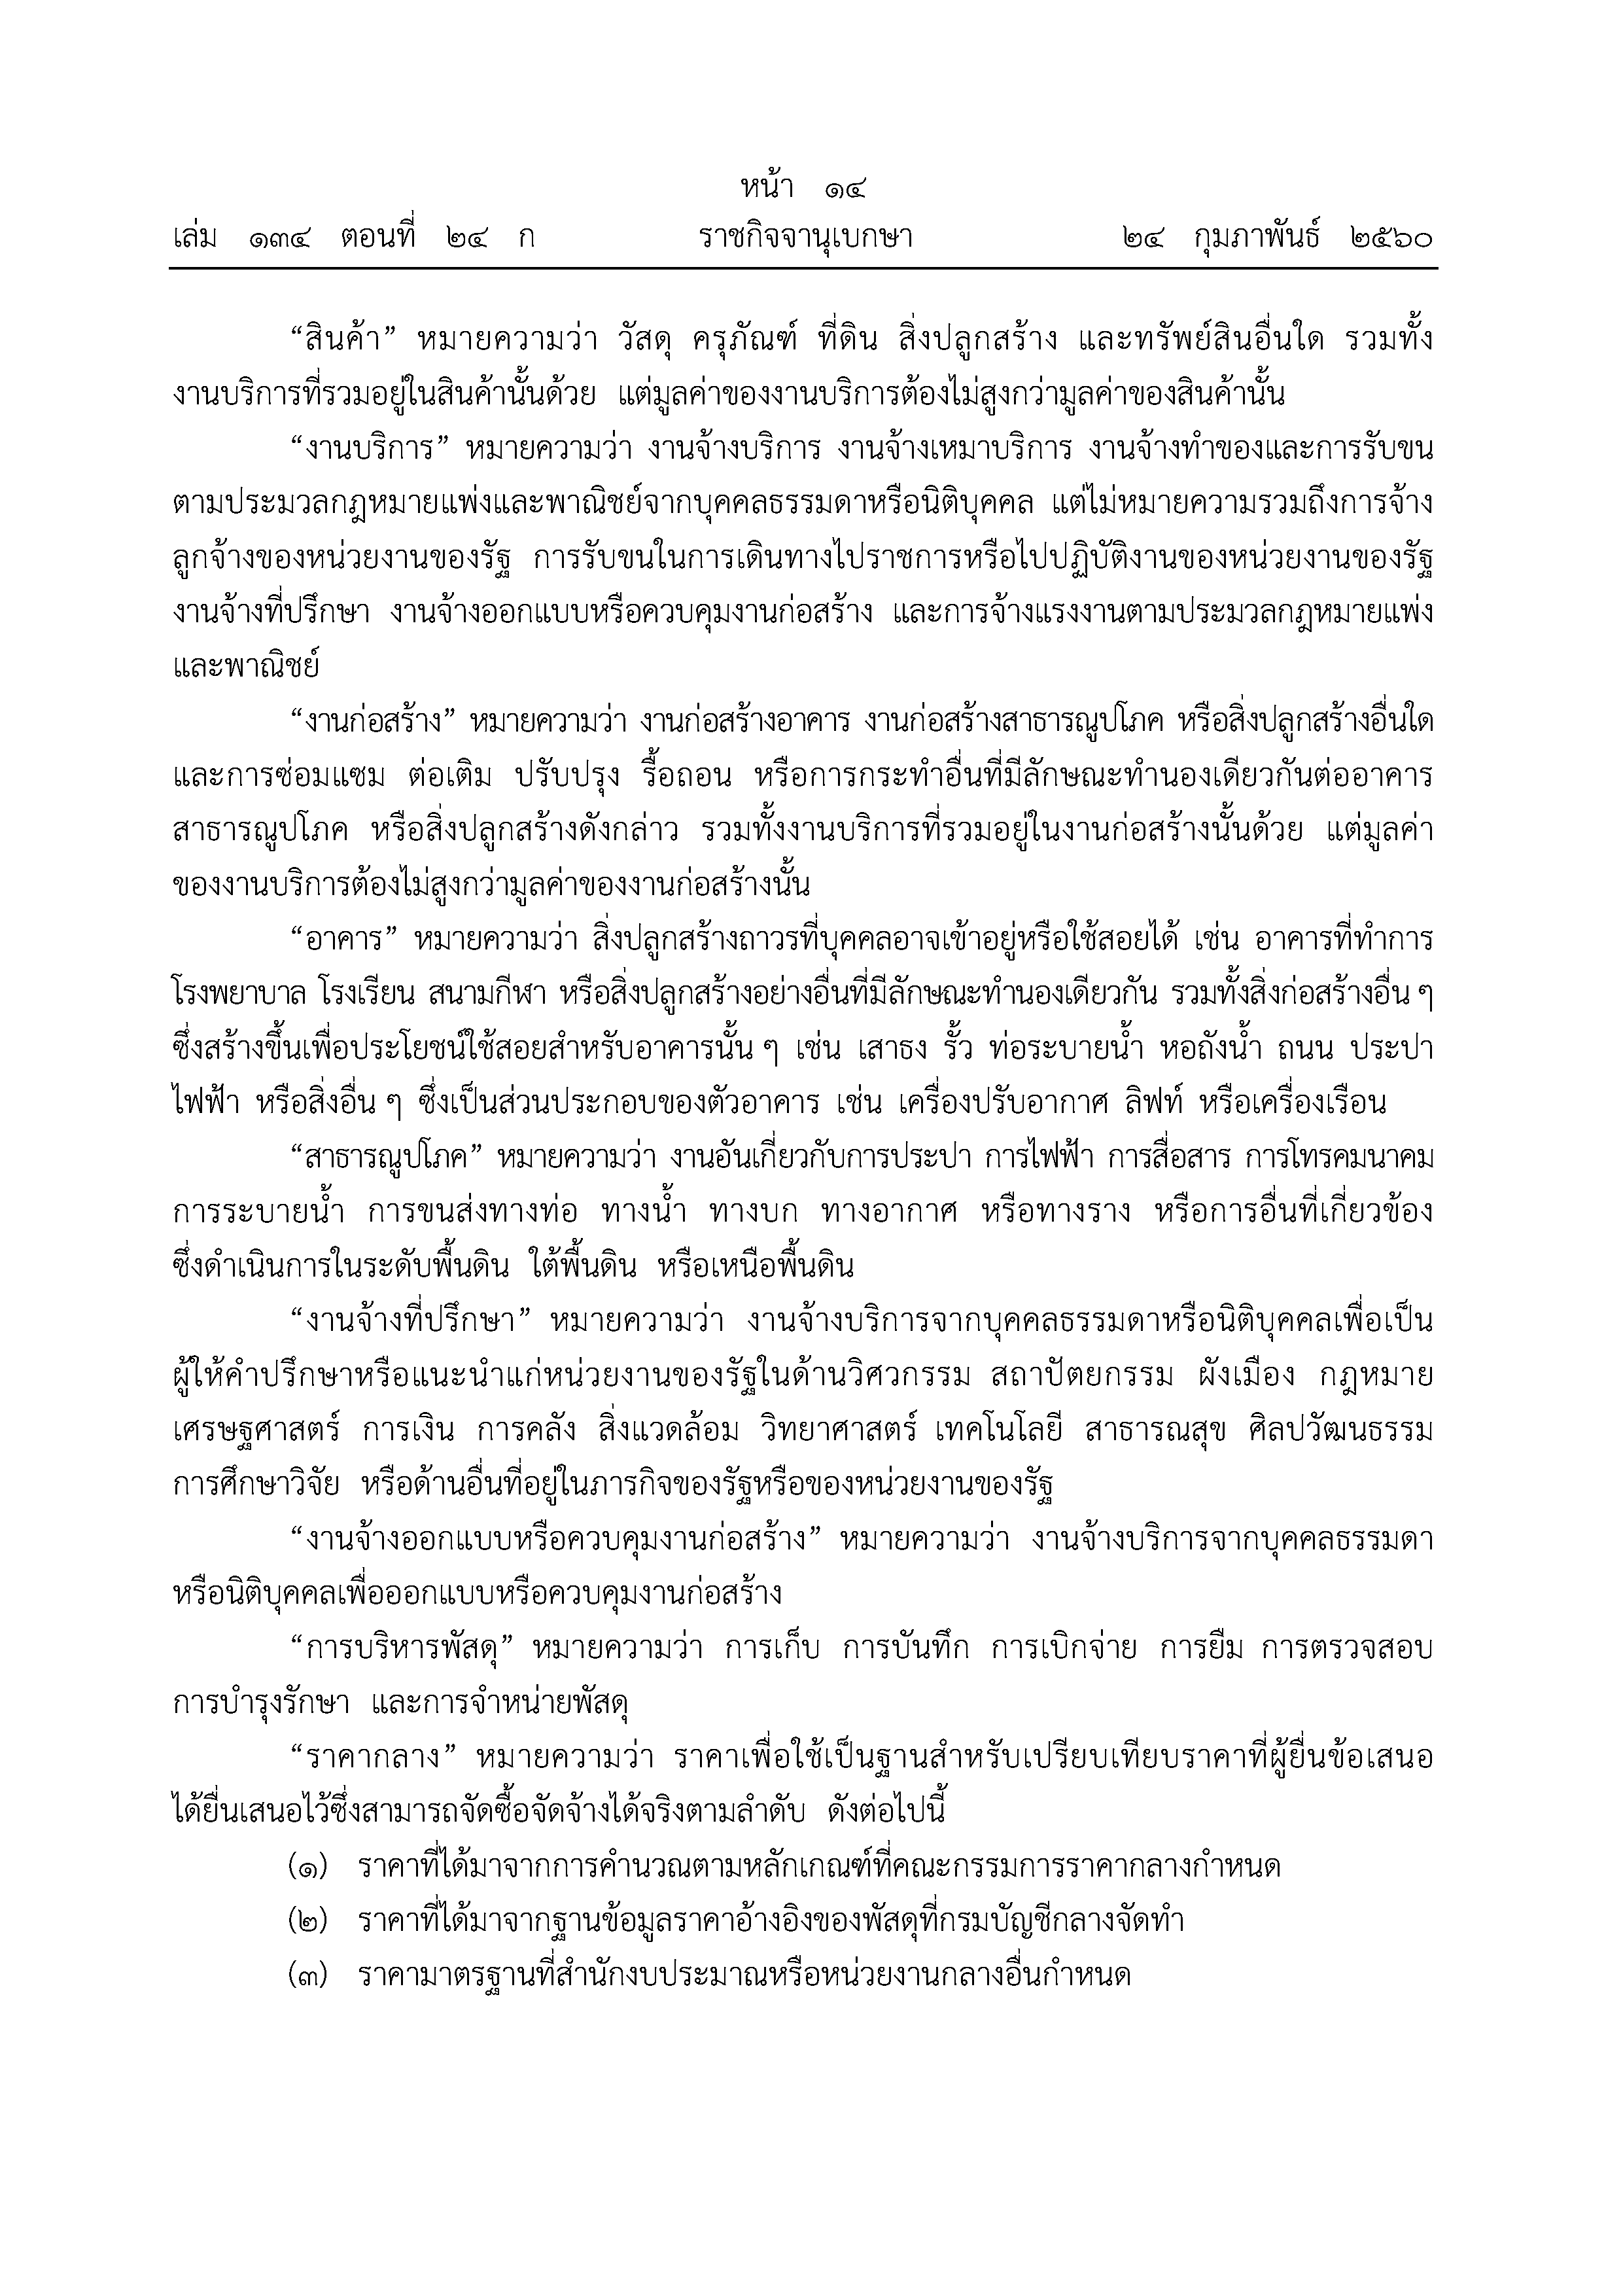 หน้า ๑๔
เล่ม ๑๓๔ ตอนที่ ๒๔ ก ราชกิจจานุเบกษา ๒๔ กุมภาพันธ์ ๒๕๖๐
“สินค้า” หมายความว่า วัสดุ ครุภัณฑ์ ที่ดิน สิ่งปลูกสร้าง และทรัพย์สินอื่นใด รวมทั้ง
งานบริการที่รวมอยู่ในสินค้านั้นด้วย แต่มูลค่าของงานบริการต้องไม่สูงกว่ามูลค่าของสินค้านั้น
“งานบริการ” หมายความว่า งานจ้างบริการ งานจ้างเหมาบริการ งานจ้างทำของและการรับขน
ตามประมวลกฎหมายแพ่งและพาณิชย์จากบุคคลธรรมดาหรือนิติบุคคล แต่ไม่หมายความรวมถึงการจ้าง
ลูกจ้างของหน่วยงานของรัฐ การรับขนในการเดินทางไปราชการหรือไปปฏิบัติงานของหน่วยงานของรัฐ
งานจ้างที่ปรึกษา งานจ้างออกแบบหรือควบคุมงานก่อสร้าง และการจ้างแรงงานตามประมวลกฎหมายแพ่ง
และพาณิชย์
“งานก่อสร้าง” หมายความว่า งานก่อสร้างอาคาร งานก่อสร้างสาธารณูปโภค หรือสิ่งปลูกสร้างอื่นใด
และการซ่อมแซม ต่อเติม ปรับปรุง รื้อถอน หรือการกระทำอื่นที่มีลักษณะทำนองเดียวกันต่ออาคาร
สาธารณูปโภค หรือสิ่งปลูกสร้างดังกล่าว รวมทั้งงานบริการที่รวมอยู่ในงานก่อสร้างนั้นด้วย แต่มูลค่า
ของงานบริการต้องไม่สูงกว่ามูลค่าของงานก่อสร้างนั้น
“อาคาร” หมายความว่า สิ่งปลูกสร้างถาวรที่บุคคลอาจเข้าอยู่หรือใช้สอยได้ เช่น อาคารที่ทำการ
โรงพยาบาล โรงเรียน สนามกีฬา หรือสิ่งปลูกสร้างอย่างอื่นที่มีลักษณะทำนองเดียวกัน รวมทั้งสิ่งก่อสร้างอื่น ๆ
ซึ่งสร้างขึ้นเพื่อประโยชน์ใช้สอยสำหรับอาคารนั้น ๆ เช่น เสาธง รั้ว ท่อระบายน้ำ หอถังน้ำ ถนน ประปา
ไฟฟ้า หรือสิ่งอื่น ๆ ซึ่งเป็นส่วนประกอบของตัวอาคาร เช่น เครื่องปรับอากาศ ลิฟท์ หรือเครื่องเรือน
“สาธารณูปโภค” หมายความว่า งานอันเกี่ยวกับการประปา การไฟฟ้า การสื่อสาร การโทรคมนาคม
การระบายน้ำ การขนส่งทางท่อ ทางน้ำ ทางบก ทางอากาศ หรือทางราง หรือการอื่นที่เกี่ยวข้อง
ซึ่งดำเนินการในระดับพื้นดิน ใต้พื้นดิน หรือเหนือพื้นดิน
“งานจ้างที่ปรึกษา” หมายความว่า งานจ้างบริการจากบุคคลธรรมดาหรือนิติบุคคลเพื่อเป็น
ผู้ให้คำปรึกษาหรือแนะนำแก่หน่วยงานของรัฐในด้านวิศวกรรม สถาปัตยกรรม ผังเมือง กฎหมาย
เศรษฐศาสตร์ การเงิน การคลัง สิ่งแวดล้อม วิทยาศาสตร์ เทคโนโลยี สาธารณสุข ศิลปวัฒนธรรม
การศึกษาวิจัย หรือด้านอื่นที่อยู่ในภารกิจของรัฐหรือของหน่วยงานของรัฐ
“งานจ้างออกแบบหรือควบคุมงานก่อสร้าง” หมายความว่า งานจ้างบริการจากบุคคลธรรมดา
หรือนิติบุคคลเพื่อออกแบบหรือควบคุมงานก่อสร้าง
“การบริหารพัสดุ” หมายความว่า การเก็บ การบันทึก การเบิกจ่าย การยืม การตรวจสอบ
การบำรุงรักษา และการจำหน่ายพัสดุ
“ราคากลาง” หมายความว่า ราคาเพื่อใช้เป็นฐานสำหรับเปรียบเทียบราคาที่ผู้ยื่นข้อเสนอ
ได้ยื่นเสนอไว้ซึ่งสามารถจัดซื้อจัดจ้างได้จริงตามลำดับ ดังต่อไปนี้
(๑) ราคาที่ได้มาจากการคำนวณตามหลักเกณฑ์ที่คณะกรรมการราคากลางกำหนด
(๒) ราคาที่ได้มาจากฐานข้อมูลราคาอ้างอิงของพัสดุที่กรมบัญชีกลางจัดทำ
(๓) ราคามาตรฐานที่สำนักงบประมาณหรือหน่วยงานกลางอื่นกำหนด